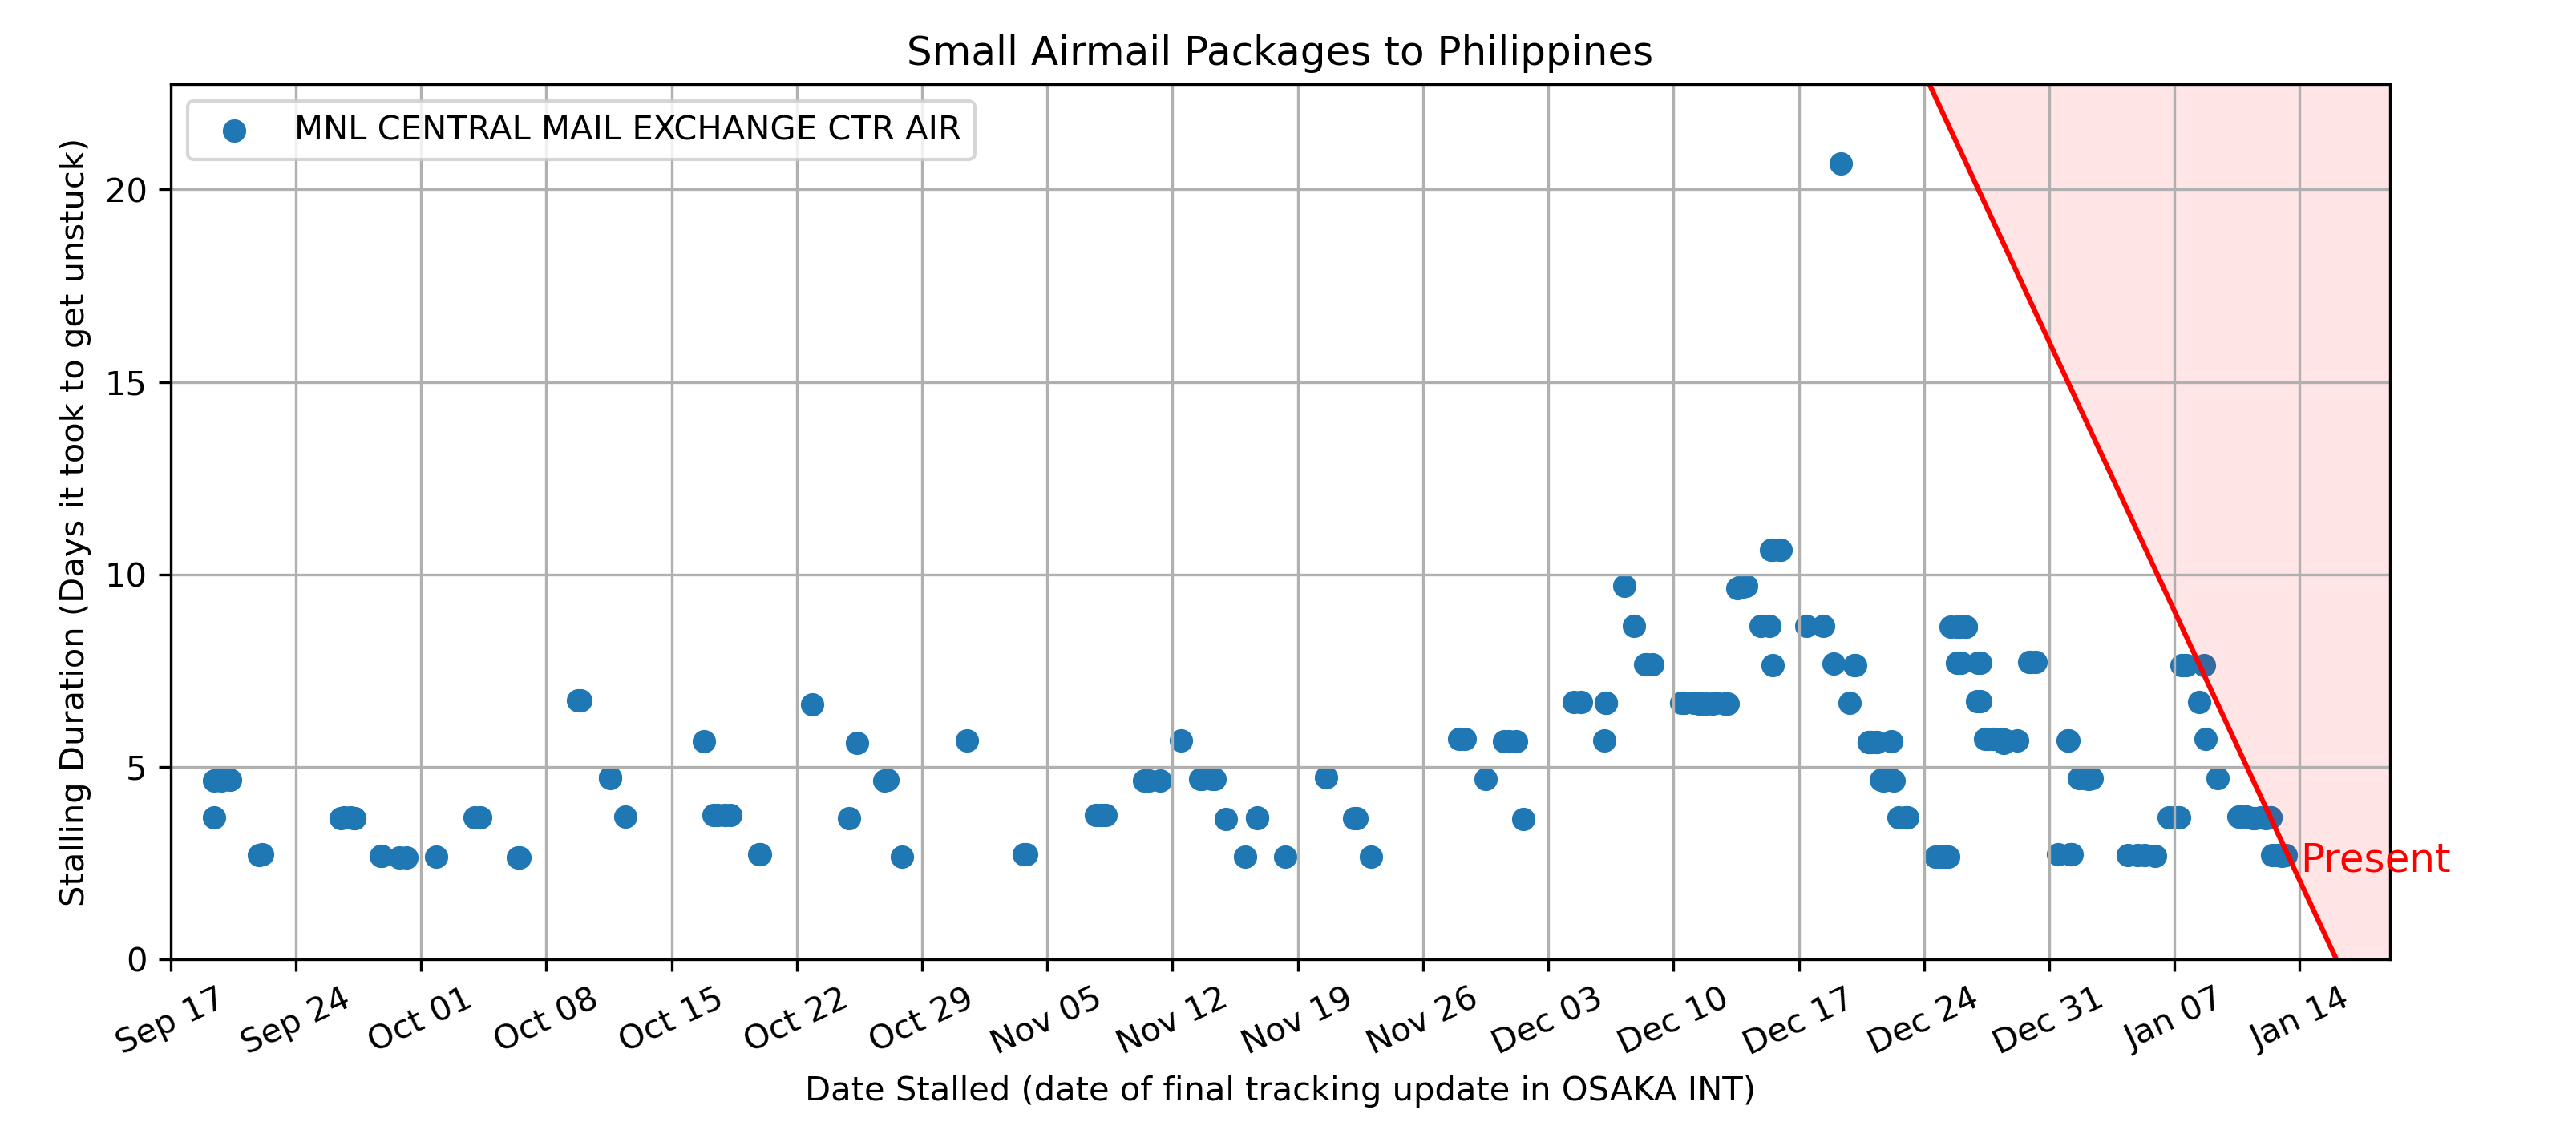 Small Airmail Packages to Philippines
MNL CENTRAL MAIL EXCHANGE CTR AIR
Stalling Duration (Days it took to get unstuck)
20
15
10
5
0
Present
Sep 17
Sep 24
Oct 01
Oct 08
Oct 15
Oct 22
Oct 29
Nov 05
Nov 12
Nov 19
Nov 26
Dec 03
Dec 10
Dec 17
Dec 24
Dec 31
Jan 07
Jan 14
Date Stalled (date of final tracking update in OSAKA INT)